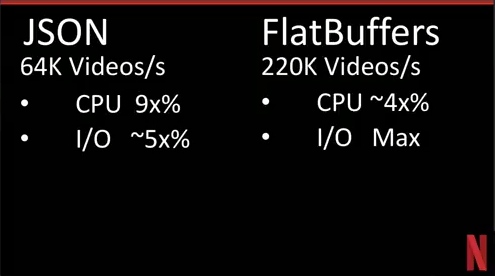 JSON
64K Videos/s
• CPU 9x%
• I/O ~5x%
FlatBuffers
220K Videos/s
• CPU ~4x%
• I/O Max
N